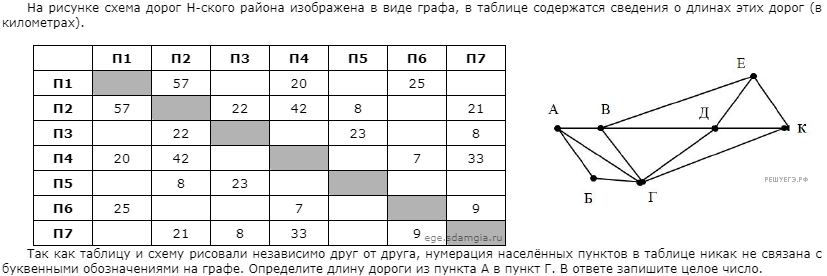 На рисунке схема дорог Н-ского района изображена в виде графа, в таблице содержатся сведения о длинах этих дорог (в
километрах).
П1 П2 П3 П4 П5 П6 П7
П1 57 20 25
П2 57 22 42 8 21
П3 22 23 8
П4 20 42 7 33
П5 8 23
П6 25 7 9
П7 21 8 33 9
ege.sdamgia.ru
Е
А В Д К
Б Г
РЕШУЕГЭ.РФ
Так как таблицу и схему рисовали независимо друг от друга, нумерация населённых пунктов в таблице никак не связана с
буквенными обозначениями на графе. Определите длину дороги из пункта А в пункт Г. В ответе запишите целое число.